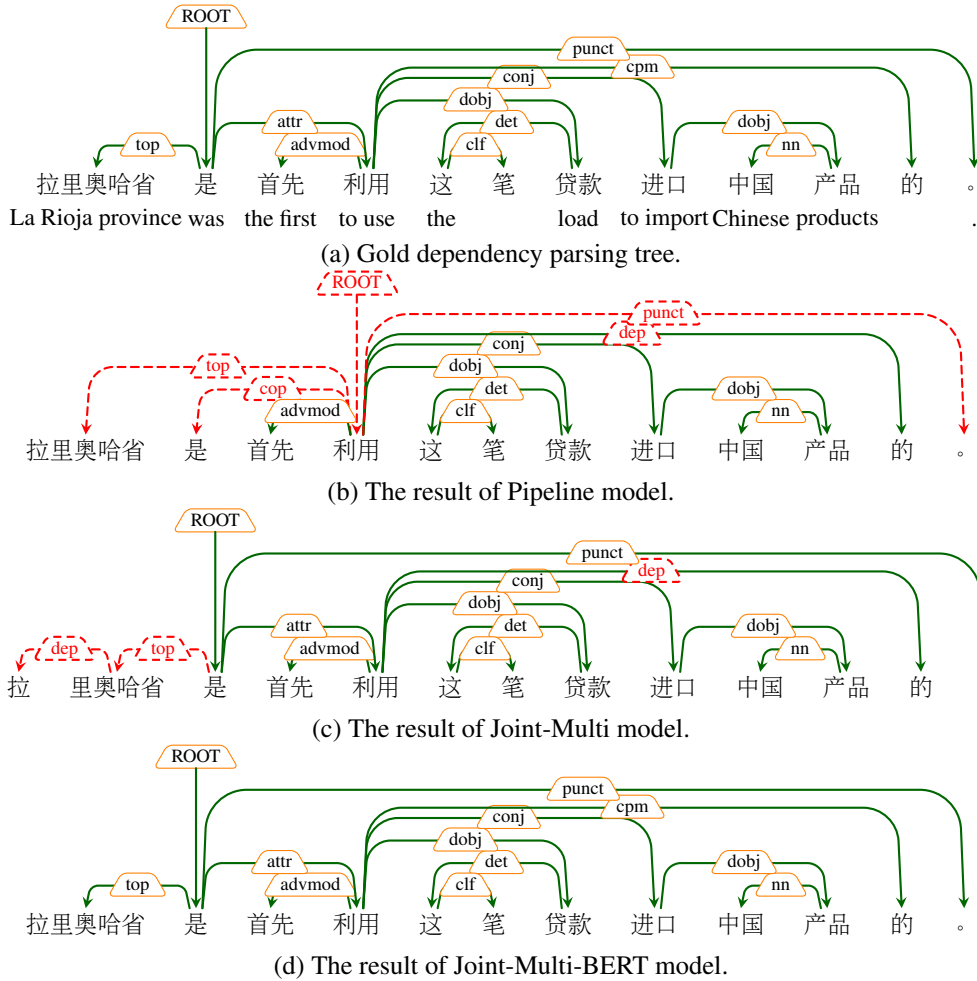 ROOT
punct
cpm
conj
dobj
attr det dobj
top advmod clf nn
拉里奥哈省 是 首先 利用 这 笔 贷款 进口 中国 产品 的 。
La Rioja province was the first to use the load to import Chinese products .
(a) Gold dependency parsing tree.
ROOT
punct
dep
conj
top dobj
cop det dobj
advmod clf nn
拉里奥哈省 是 首先 利用 这 笔 贷款 进口 中国 产品 的 。
(b) The result of Pipeline model.
ROOT
punct
dep
conj
dobj
attr det dobj
dep top advmod clf nn
拉 里奥哈省 是 首先 利用 这 笔 贷款 进口 中国 产品 的
(c) The result of Joint-Multi model.
ROOT
punct
cpm
conj
dobj
attr det dobj
top advmod clf nn
拉里奥哈省 是 首先 利用 这 笔 贷款 进口 中国 产品 的 。
(d) The result of Joint-Multi-BERT model.